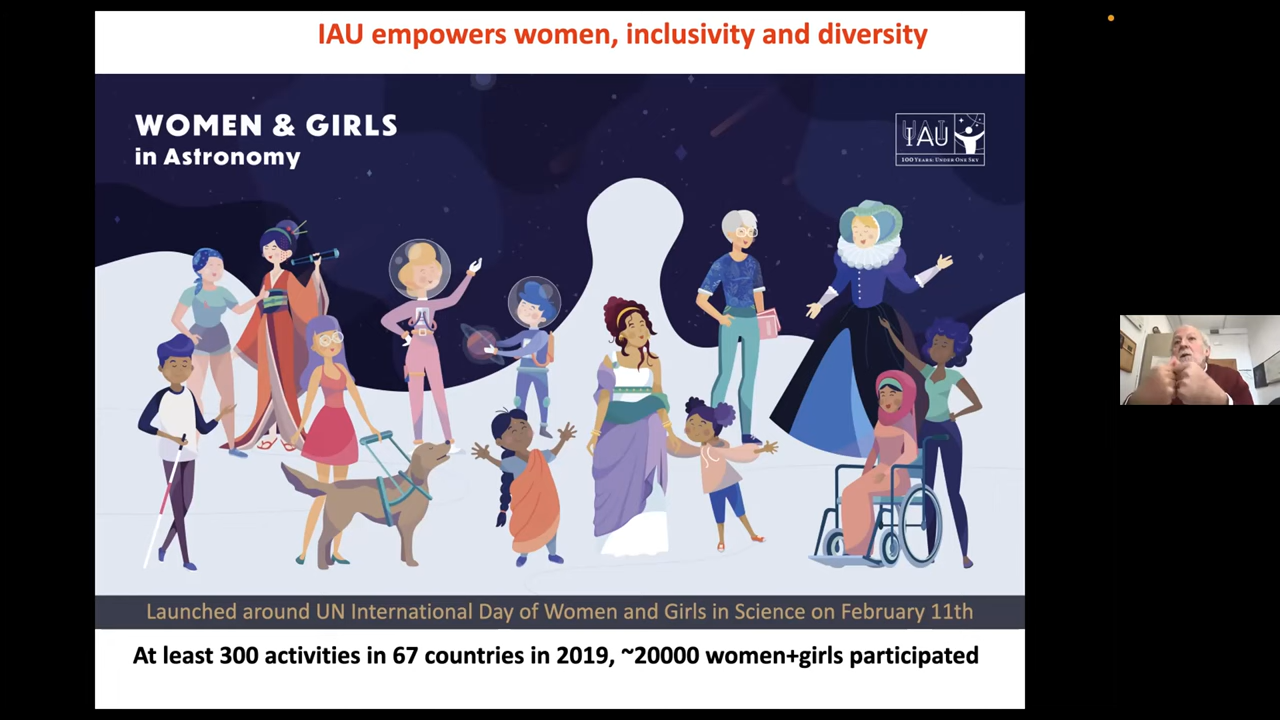 IAU empowers women, inclusivity and diversity
WOMEN & GIRLS
in Astronomy
IAU
100 YEARS: UNDER ONE SKY
Launched around UN International Day of Women and Girls in Science on February 11th
At least 300 activities in 67 countries in 2019, ~20000 women+girls participated